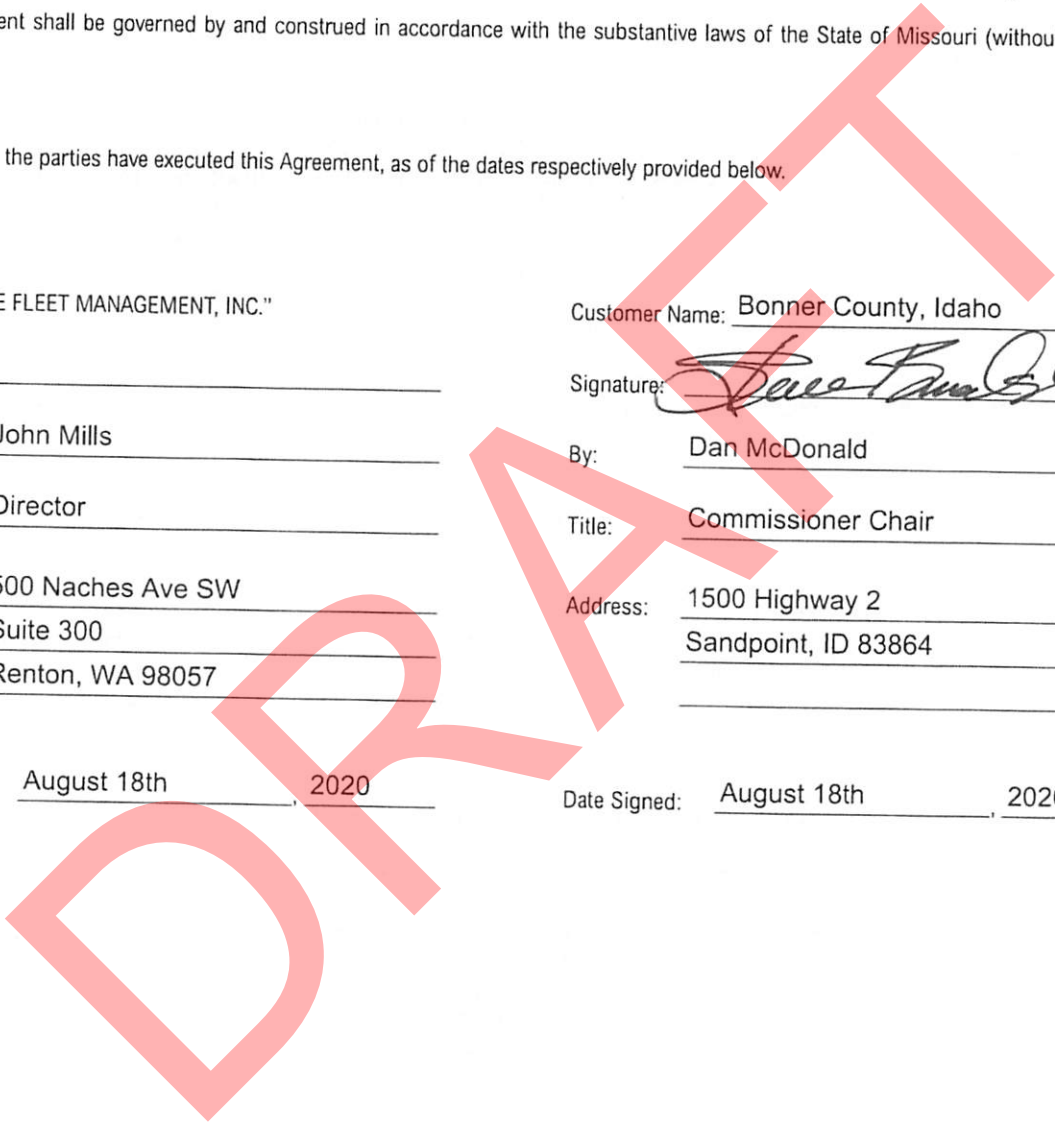 ent shall be governed by and construed in accordance with the substantive laws of the State of Missouri (withou
the parties have executed this Agreement, as of the dates respectively provided below.
E FLEET MANAGEMENT, INC."
John Mills
Director
500 Naches Ave SW
Suite 300
Renton, WA 98057
August 18th, 2020
Customer Name: Bonner County, Idaho
Signature:
By: Dan McDonald
Title: Commissioner Chair
Address: 1500 Highway 2
Sandpoint, ID 83864
Date Signed: August 18th, 202
DRAFT